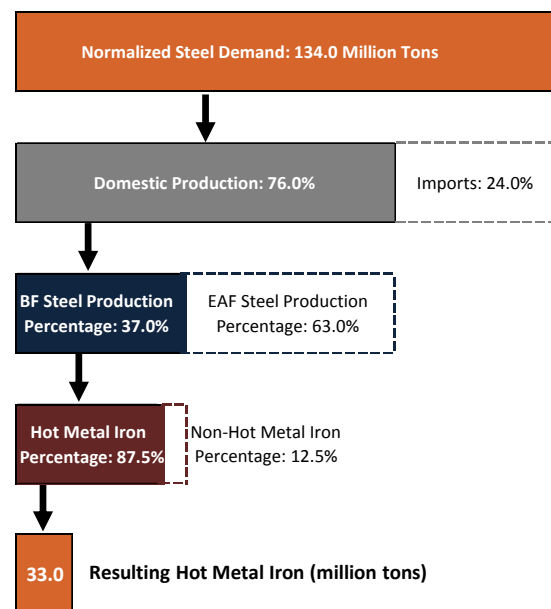 Normalized Steel Demand: 134.0 Million Tons
Domestic Production: 76.0%
Imports: 24.0%
BF Steel Production
Percentage: 37.0%
EAF Steel Production
Percentage: 63.0%
Hot Metal Iron
Percentage: 87.5%
Non-Hot Metal Iron
Percentage: 12.5%
33.0
Resulting Hot Metal Iron (million tons)